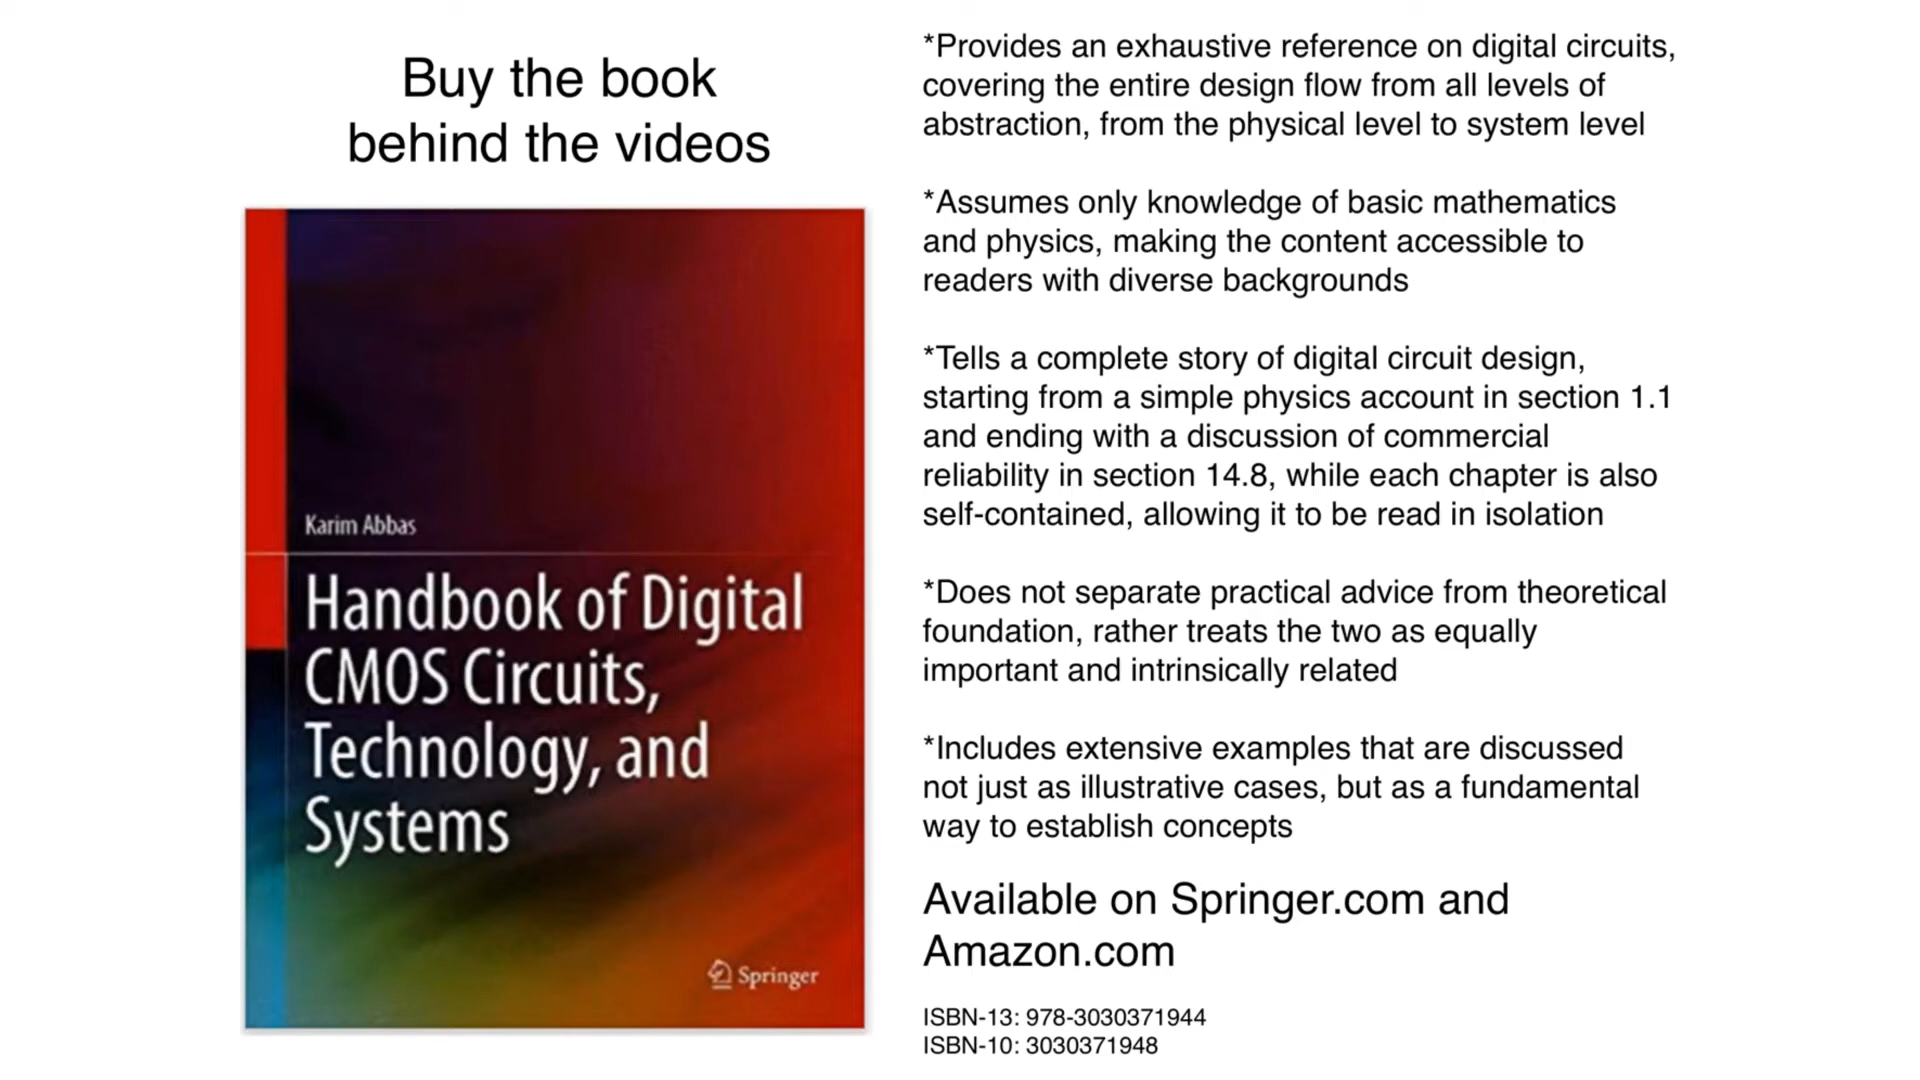 Buy the book
behind the videos
Karim Abbas
Handbook of Digital
CMOS Circuits,
Technology, and
Systems
Springer
*Provides an exhaustive reference on digital circuits,
covering the entire design flow from all levels of
abstraction, from the physical level to system level
*Assumes only knowledge of basic mathematics
and physics, making the content accessible to
readers with diverse backgrounds
*Tells a complete story of digital circuit design,
starting from a simple physics account in section 1.1
and ending with a discussion of commercial
reliability in section 14.8, while each chapter is also
self-contained, allowing it to be read in isolation
*Does not separate practical advice from theoretical
foundation, rather treats the two as equally
important and intrinsically related
*Includes extensive examples that are discussed
not just as illustrative cases, but as a fundamental
way to establish concepts
Available on Springer.com and
Amazon.com
ISBN-13: 978-3030371944
ISBN-10: 3030371948